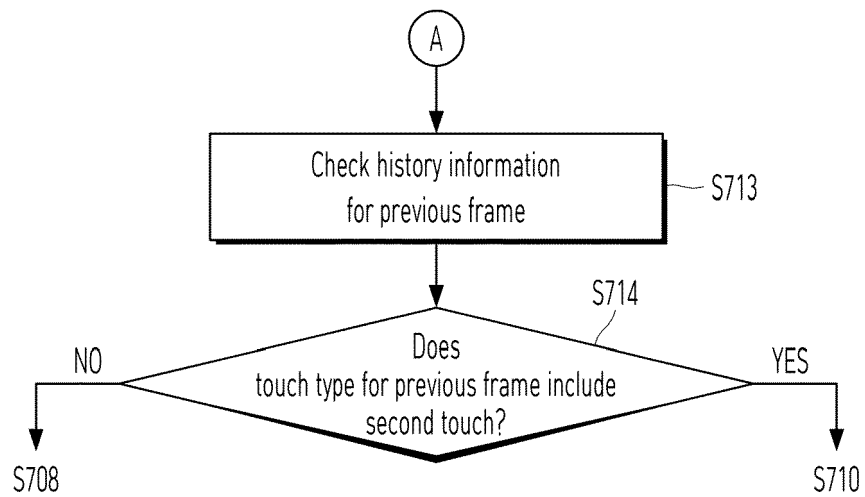 A
Check history information
for previous frame
S713
S714
Does
touch type for previous frame include
second touch?
NO
YES
S708
S710